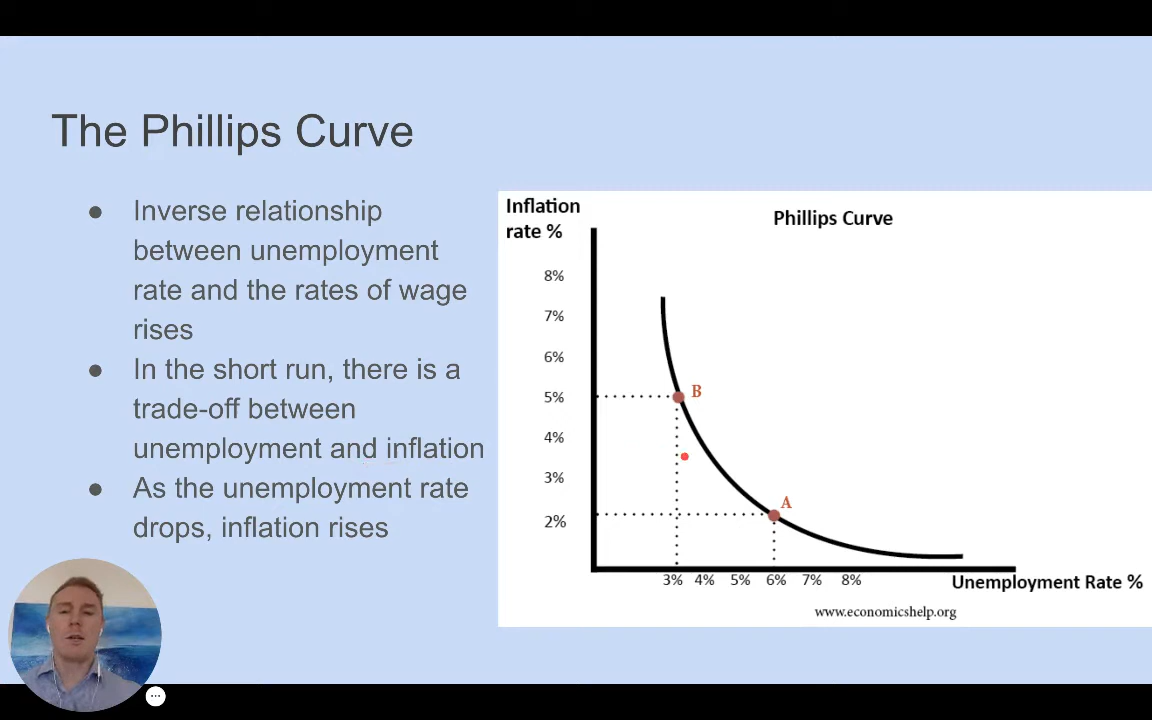 The Phillips Curve
● Inverse relationship
between unemployment
rate and the rates of wage
rises
● In the short run, there is a
trade-off between
unemployment and inflation
● As the unemployment rate
drops, inflation rises
Inflation
rate %
Phillips Curve
8%
7%
6%
5%
4%
3%
2%
B
A
3% 4% 5% 6% 7% 8%
Unemployment Rate %
www.economicshelp.org